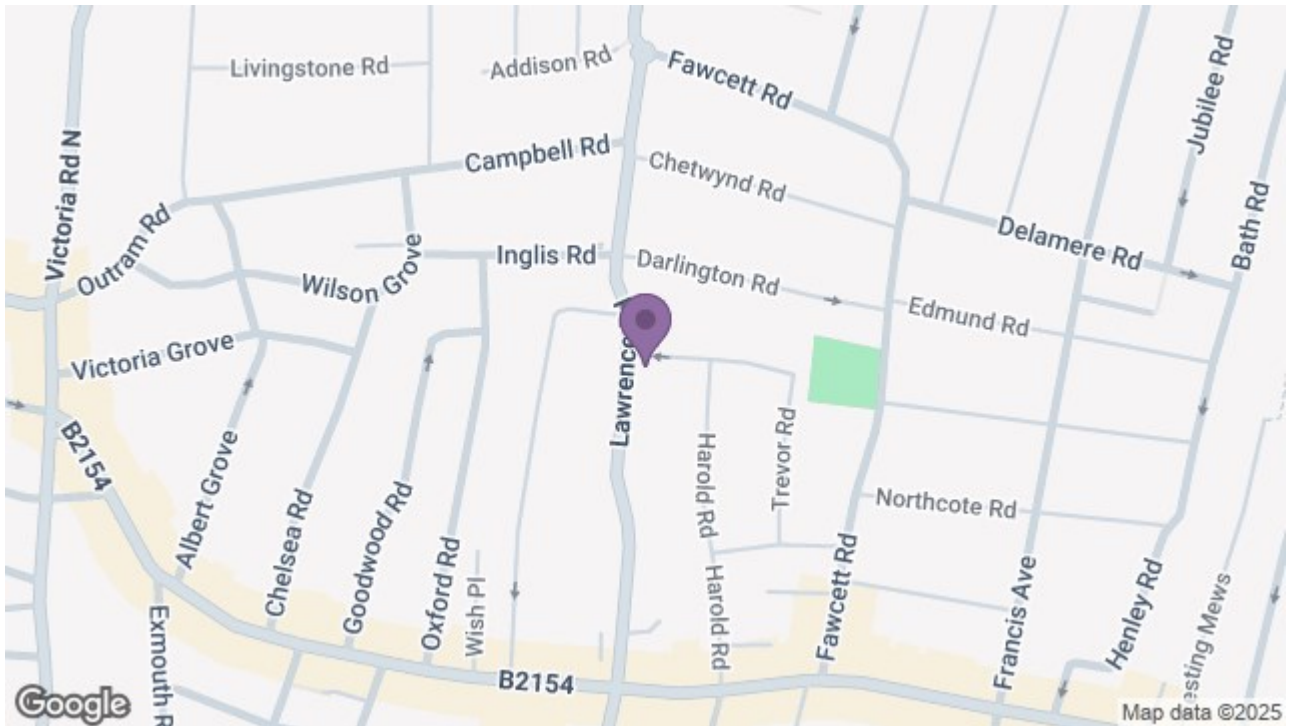 Livingstone Rd
Addison Rd
Fawcett Rd
Jubilee Rd
Victoria Rd N
Campbell Rd
Chetwynd Rd
Bath Rd
Outram Rd
Delamere Rd
Inglis Rd
Darlington Rd
Wilson Grove
Edmund Rd
Victoria Grove
Lawrence
B2154
Albert Grove
Chelsea Rd
Goodwood Rd
Oxford Rd
Wish Pl
Harold Rd
Trevor Rd
Northcote Rd
Harold Rd
Fawcett Rd
Francis Ave
Henley Rd
Exmouth R
B2154
esting Mews
Google
Map data ©2025